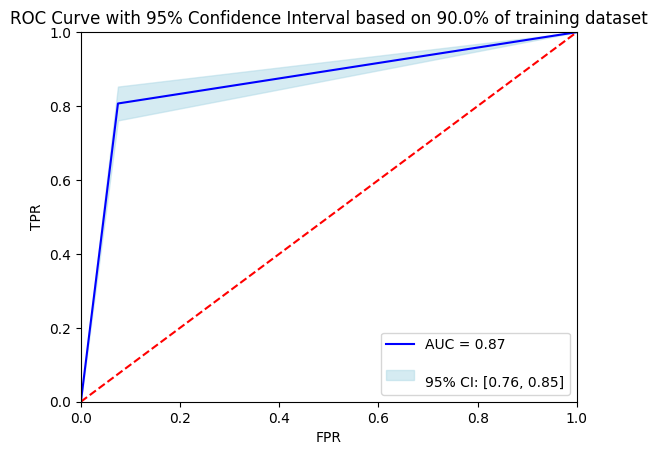 ROC Curve with 95% Confidence Interval based on 90.0% of training dataset
1.0
0.8
0.6
0.4
0.2
0.0
TPR
AUC = 0.87
95% CI: [0.76, 0.85]
0.0 0.2 0.4 0.6 0.8 1.0
FPR